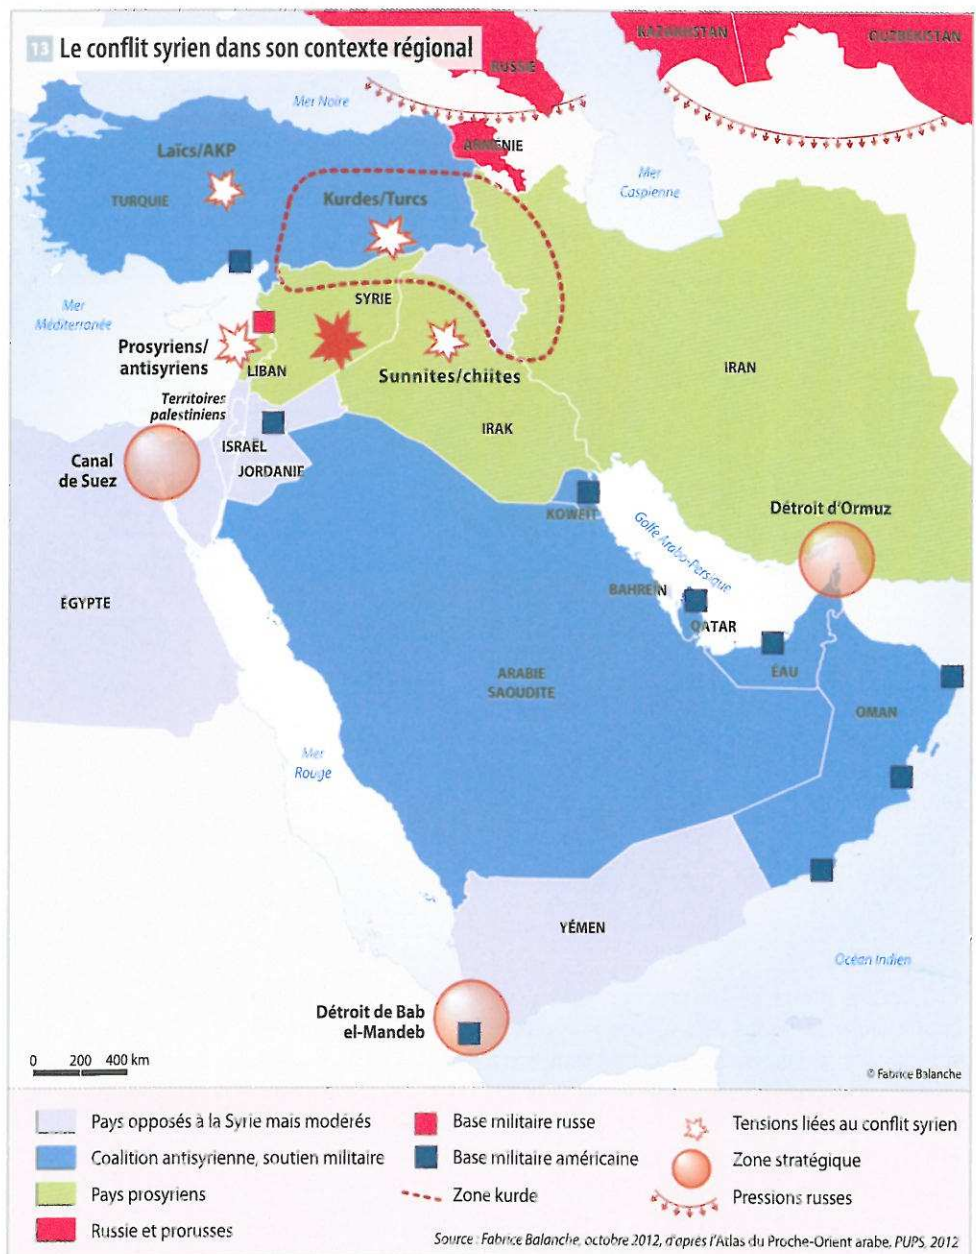 13 Le conflit syrien dans son contexte régional
KAZAKHSTAN
OUZBÉKISTAN
RUSSIE
Mer Noire
ARMÉNIE
Laïcs/AKP
Mer
Caspienne
TURQUIE
Kurdes/Turcs
Mer
Méditerranée
SYRIE
Prosyriens/
antisyriens
LIBAN
Sunnites/chiites
IRAN
Territoires
palestiniens
IRAK
ISRAËL
Canal
de Suez
JORDANIE
KOWEÏT
Détroit d'Ormuz
Golfe Arabo-Persique
ÉGYPTE
BAHREÏN
QATAR
ARABIE
SAOUDITE
ÉAU
OMAN
Mer
Rouge
YÉMEN
Océan Indien
Détroit de Bab
el-Mandeb
0 200 400 km
© Fabrice Balanche
Pays opposés à la Syrie mais modérés
Coalition antisyrienne, soutien militaire
Pays prosyriens
Russie et prorusses
Base militaire russe
Base militaire américaine
Zone kurde
Tensions liées au conflit syrien
Zone stratégique
Pressions russes
Source : Fabrice Balanche, octobre 2012, d'après l'Atlas du Proche-Orient arabe, PUPS, 2012